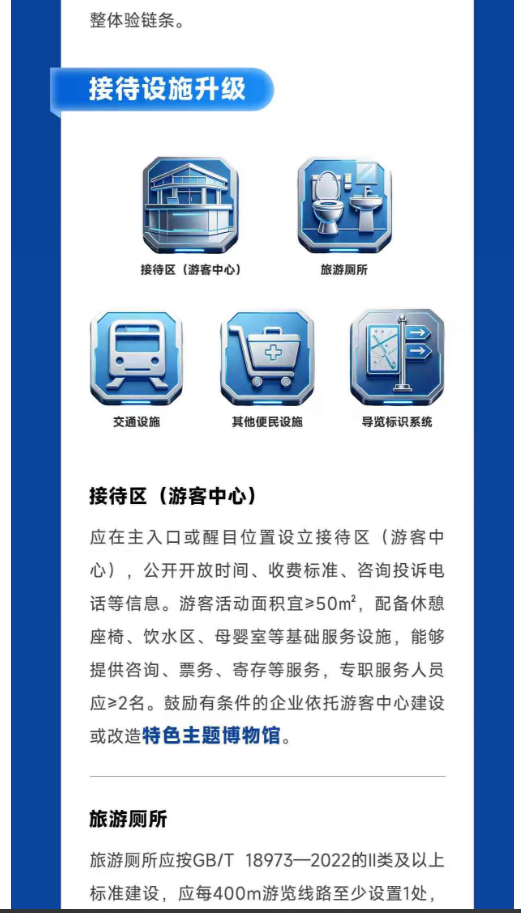 整体验链条。
接待设施升级
接待区（游客中心）
旅游厕所
交通设施
其他便民设施
导览标识系统
接待区（游客中心）
应在主入口或醒目位置设立接待区（游客中
心），公开开放时间、收费标准、咨询投诉电
话等信息。游客活动面积宜≥50㎡，配备休憩
座椅、饮水区、母婴室等基础服务设施，能够
提供咨询、票务、寄存等服务，专职服务人员
应≥2名。鼓励有条件的企业依托游客中心建设
或改造特色主题博物馆。
旅游厕所
旅游厕所应按GB/T 18973—2022的Ⅱ类及以上
标准建设，应每400m游览线路至少设置1处，